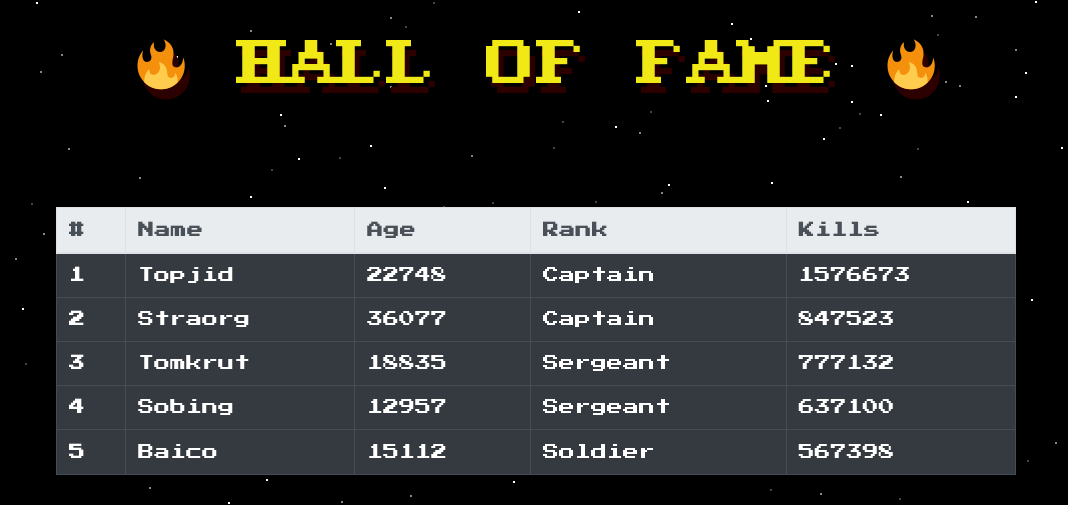 🔥 HALL OF FAME 🔥
# Name Age Rank Kills
1 Topjid 22748 Captain 1576673
2 Straorg 36077 Captain 847523
3 Tomkrut 18835 Sergeant 777132
4 Sobing 12957 Sergeant 637100
5 Baico 15112 Soldier 567398